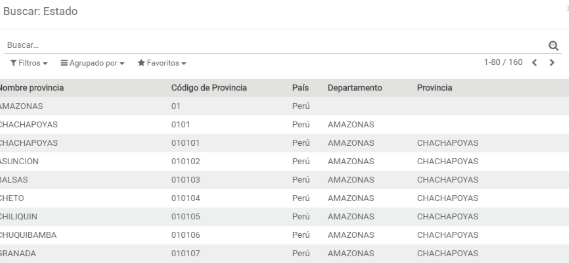 Buscar: Estado
Buscar...
Filtros Agrupado por Favoritos 1-80 / 160
Nombre provincia Código de Provincia País Departamento Provincia
AMAZONAS 01 Perú
CHACHAPOYAS 0101 Perú AMAZONAS
CHACHAPOYAS 010101 Perú AMAZONAS CHACHAPOYAS
ASUNCION 010102 Perú AMAZONAS CHACHAPOYAS
BALSAS 010103 Perú AMAZONAS CHACHAPOYAS
CHETO 010104 Perú AMAZONAS CHACHAPOYAS
CHILIQUIN 010105 Perú AMAZONAS CHACHAPOYAS
CHUQUIBAMBA 010106 Perú AMAZONAS CHACHAPOYAS
GRANADA 010107 Perú AMAZONAS CHACHAPOYAS